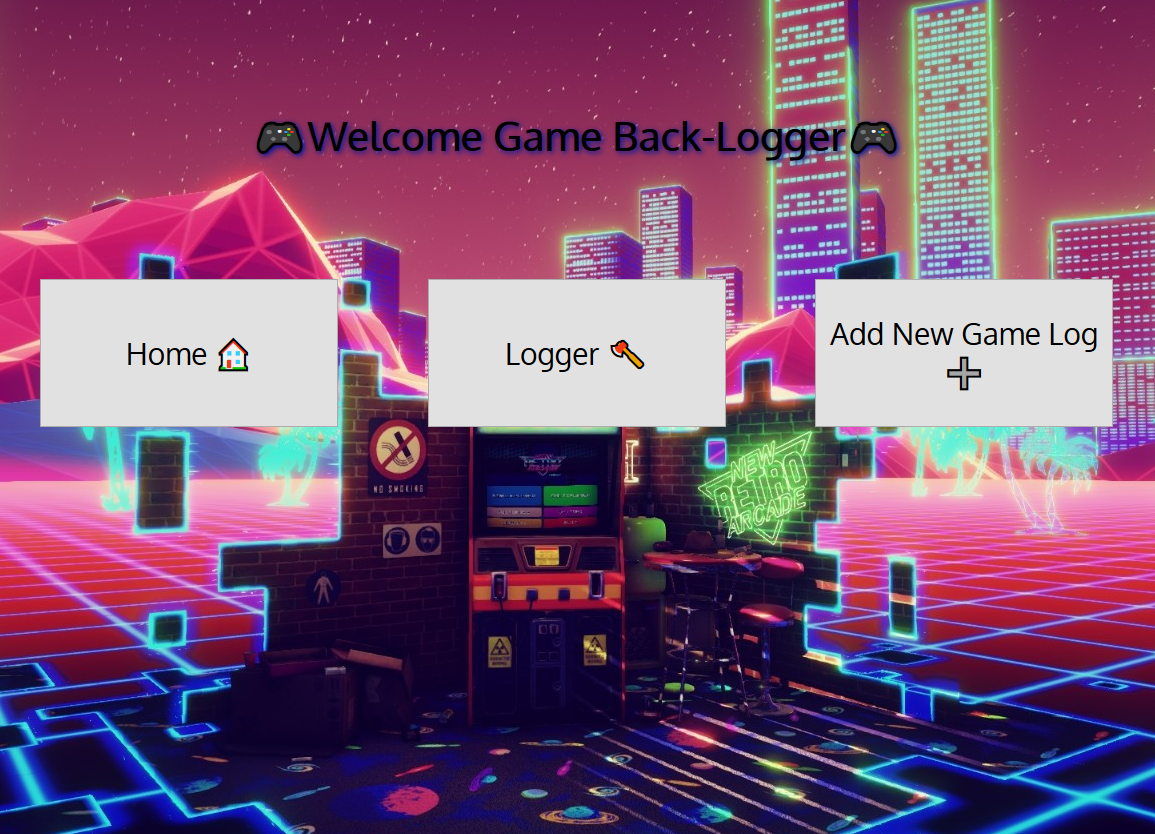 🎮Welcome Game Back-Logger🎮
Home 🏠
Logger 🪓
Add New Game Log
➕
NO SMOKING
NEW
RETRO
ARCADE